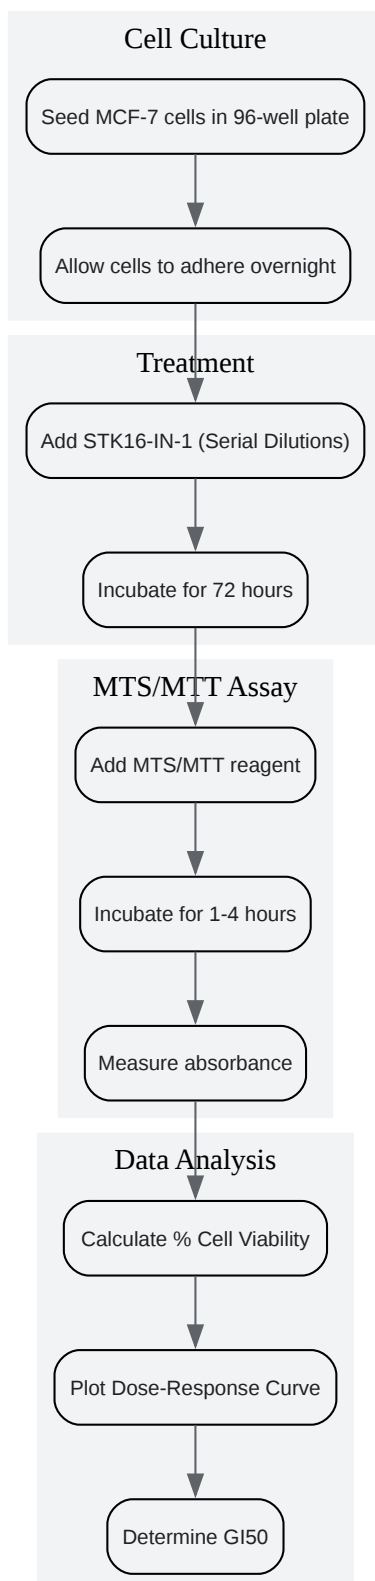 Cell Culture
Seed MCF-7 cells in 96-well plate
Allow cells to adhere overnight
Treatment
Add STK16-IN-1 (Serial Dilutions)
Incubate for 72 hours
MTS/MTT Assay
Add MTS/MTT reagent
Incubate for 1-4 hours
Measure absorbance
Data Analysis
Calculate % Cell Viability
Plot Dose-Response Curve
Determine GI50